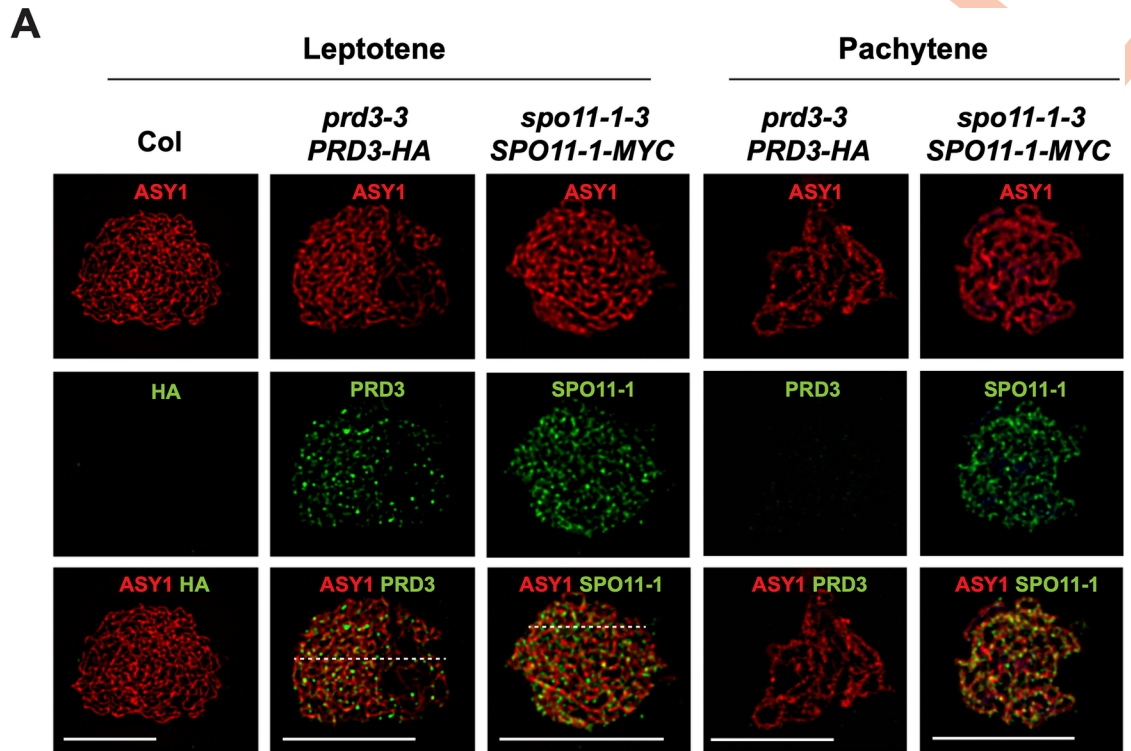 A
Leptotene Pachytene
Col prd3-3 PRD3-HA spo11-1-3 SPO11-1-MYC prd3-3 PRD3-HA spo11-1-3 SPO11-1-MYC
ASY1 ASY1 ASY1 ASY1 ASY1
HA PRD3 SPO11-1 PRD3 SPO11-1
ASY1 HA ASY1 PRD3 ASY1 SPO11-1 ASY1 PRD3 ASY1 SPO11-1